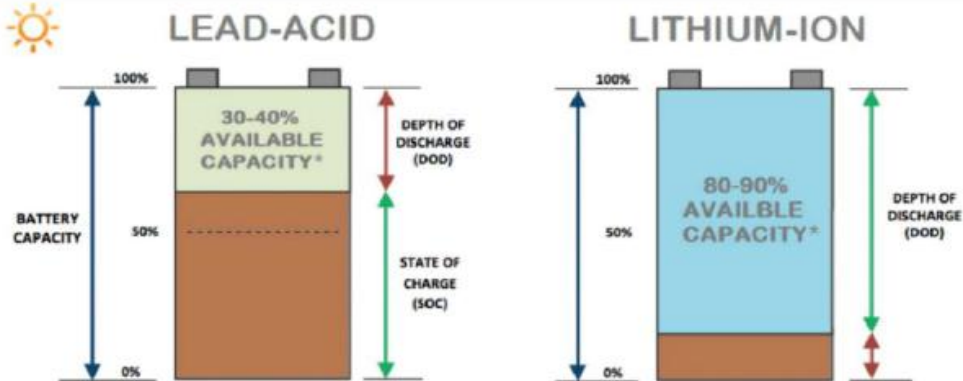 LEAD-ACID
100%
30-40%
AVAILABLE
CAPACITY*
DEPTH OF
DISCHARGE
(DOD)
BATTERY
CAPACITY
50%
STATE OF
CHARGE
(SOC)
0%
LITHIUM-ION
100%
80-90%
AVAILBLE
CAPACITY*
50%
DEPTH OF
DISCHARGE
(DOD)
0%